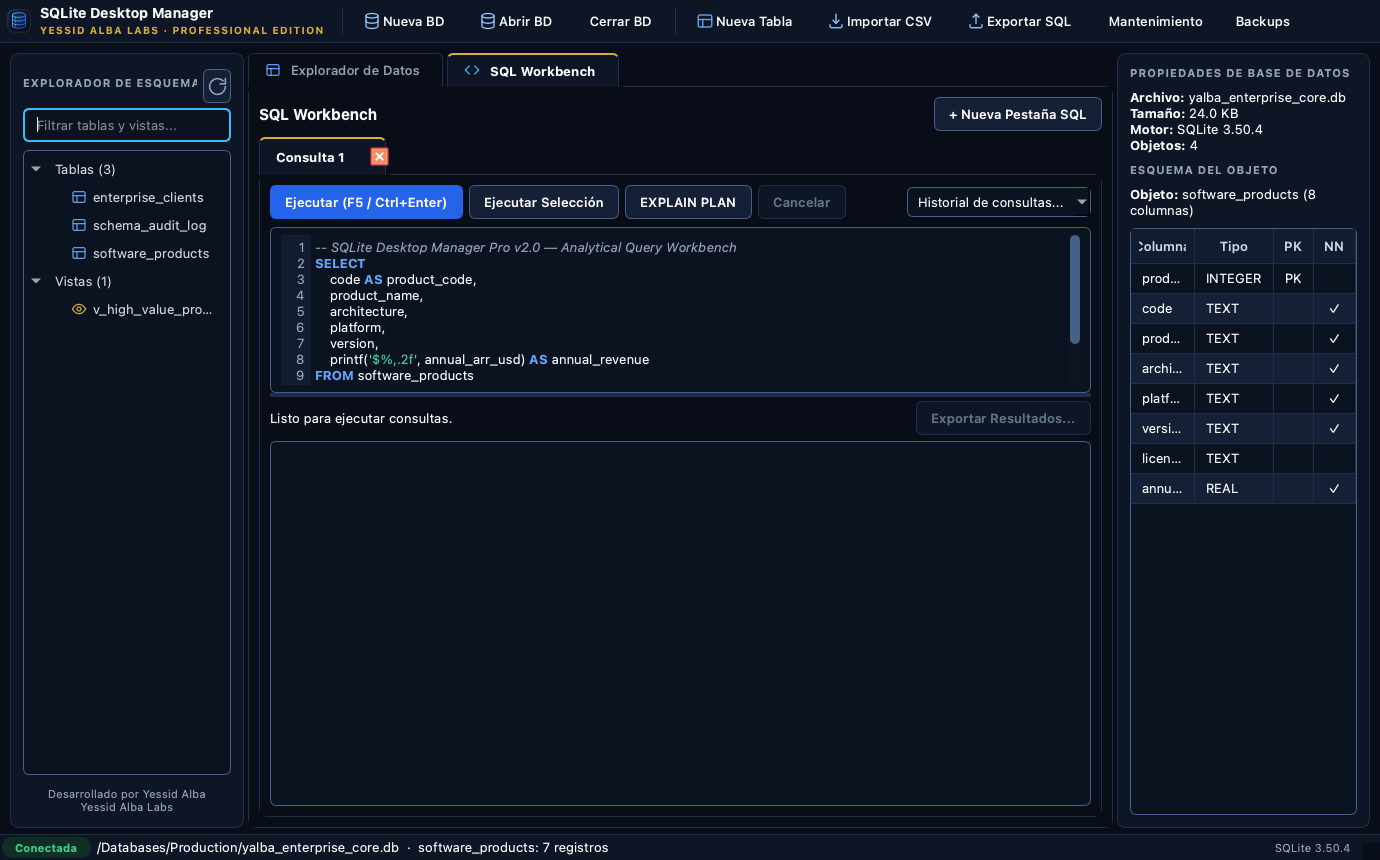 SQLite Desktop Manager
YESSID ALBA LABS · PROFESSIONAL EDITION
Nueva BD
Abrir BD
Cerrar BD
Nueva Tabla
Importar CSV
Exportar SQL
Mantenimiento
Backups
EXPLORADOR DE ESQUEMA
Filtrar tablas y vistas...
Tablas (3)
enterprise_clients
schema_audit_log
software_products
Vistas (1)
v_high_value_pro...
Desarrollado por Yessid Alba
Yessid Alba Labs
Explorador de Datos
SQL Workbench
SQL Workbench
+ Nueva Pestaña SQL
Consulta 1
Ejecutar (F5 / Ctrl+Enter)
Ejecutar Selección
EXPLAIN PLAN
Cancelar
Historial de consultas...
1 -- SQLite Desktop Manager Pro v2.0 — Analytical Query Workbench
2 SELECT
3 code AS product_code,
4 product_name,
5 architecture,
6 platform,
7 version,
8 printf('$%,.2f', annual_arr_usd) AS annual_revenue
9 FROM software_products
Listo para ejecutar consultas.
Exportar Resultados...
PROPIEDADES DE BASE DE DATOS
Archivo: yalba_enterprise_core.db
Tamaño: 24.0 KB
Motor: SQLite 3.50.4
Objetos: 4
ESQUEMA DEL OBJETO
Objeto: software_products (8
columnas)
Columna Tipo PK NN
prod... INTEGER PK
code TEXT ✓
prod... TEXT ✓
archi... TEXT ✓
platf... TEXT ✓
versi... TEXT ✓
licen... TEXT
annu... REAL ✓
Conectada
/Databases/Production/yalba_enterprise_core.db · software_products: 7 registros
SQLite 3.50.4